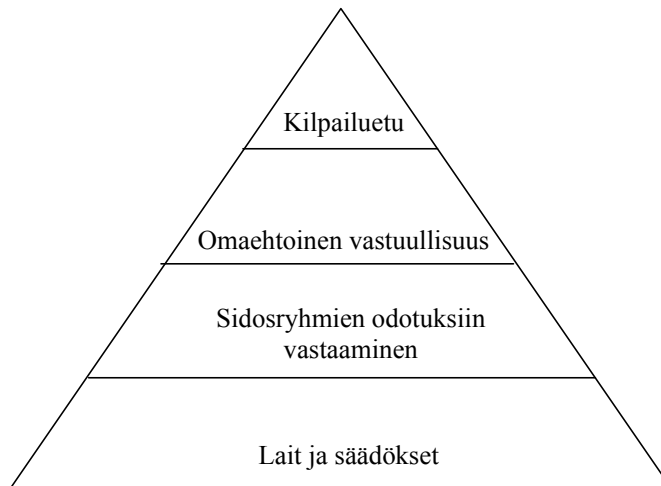 Kilpailuetu
Omaehtoinen vastuullisuus
Sidosryhmien odotuksiin
vastaaminen
Lait ja säädökset